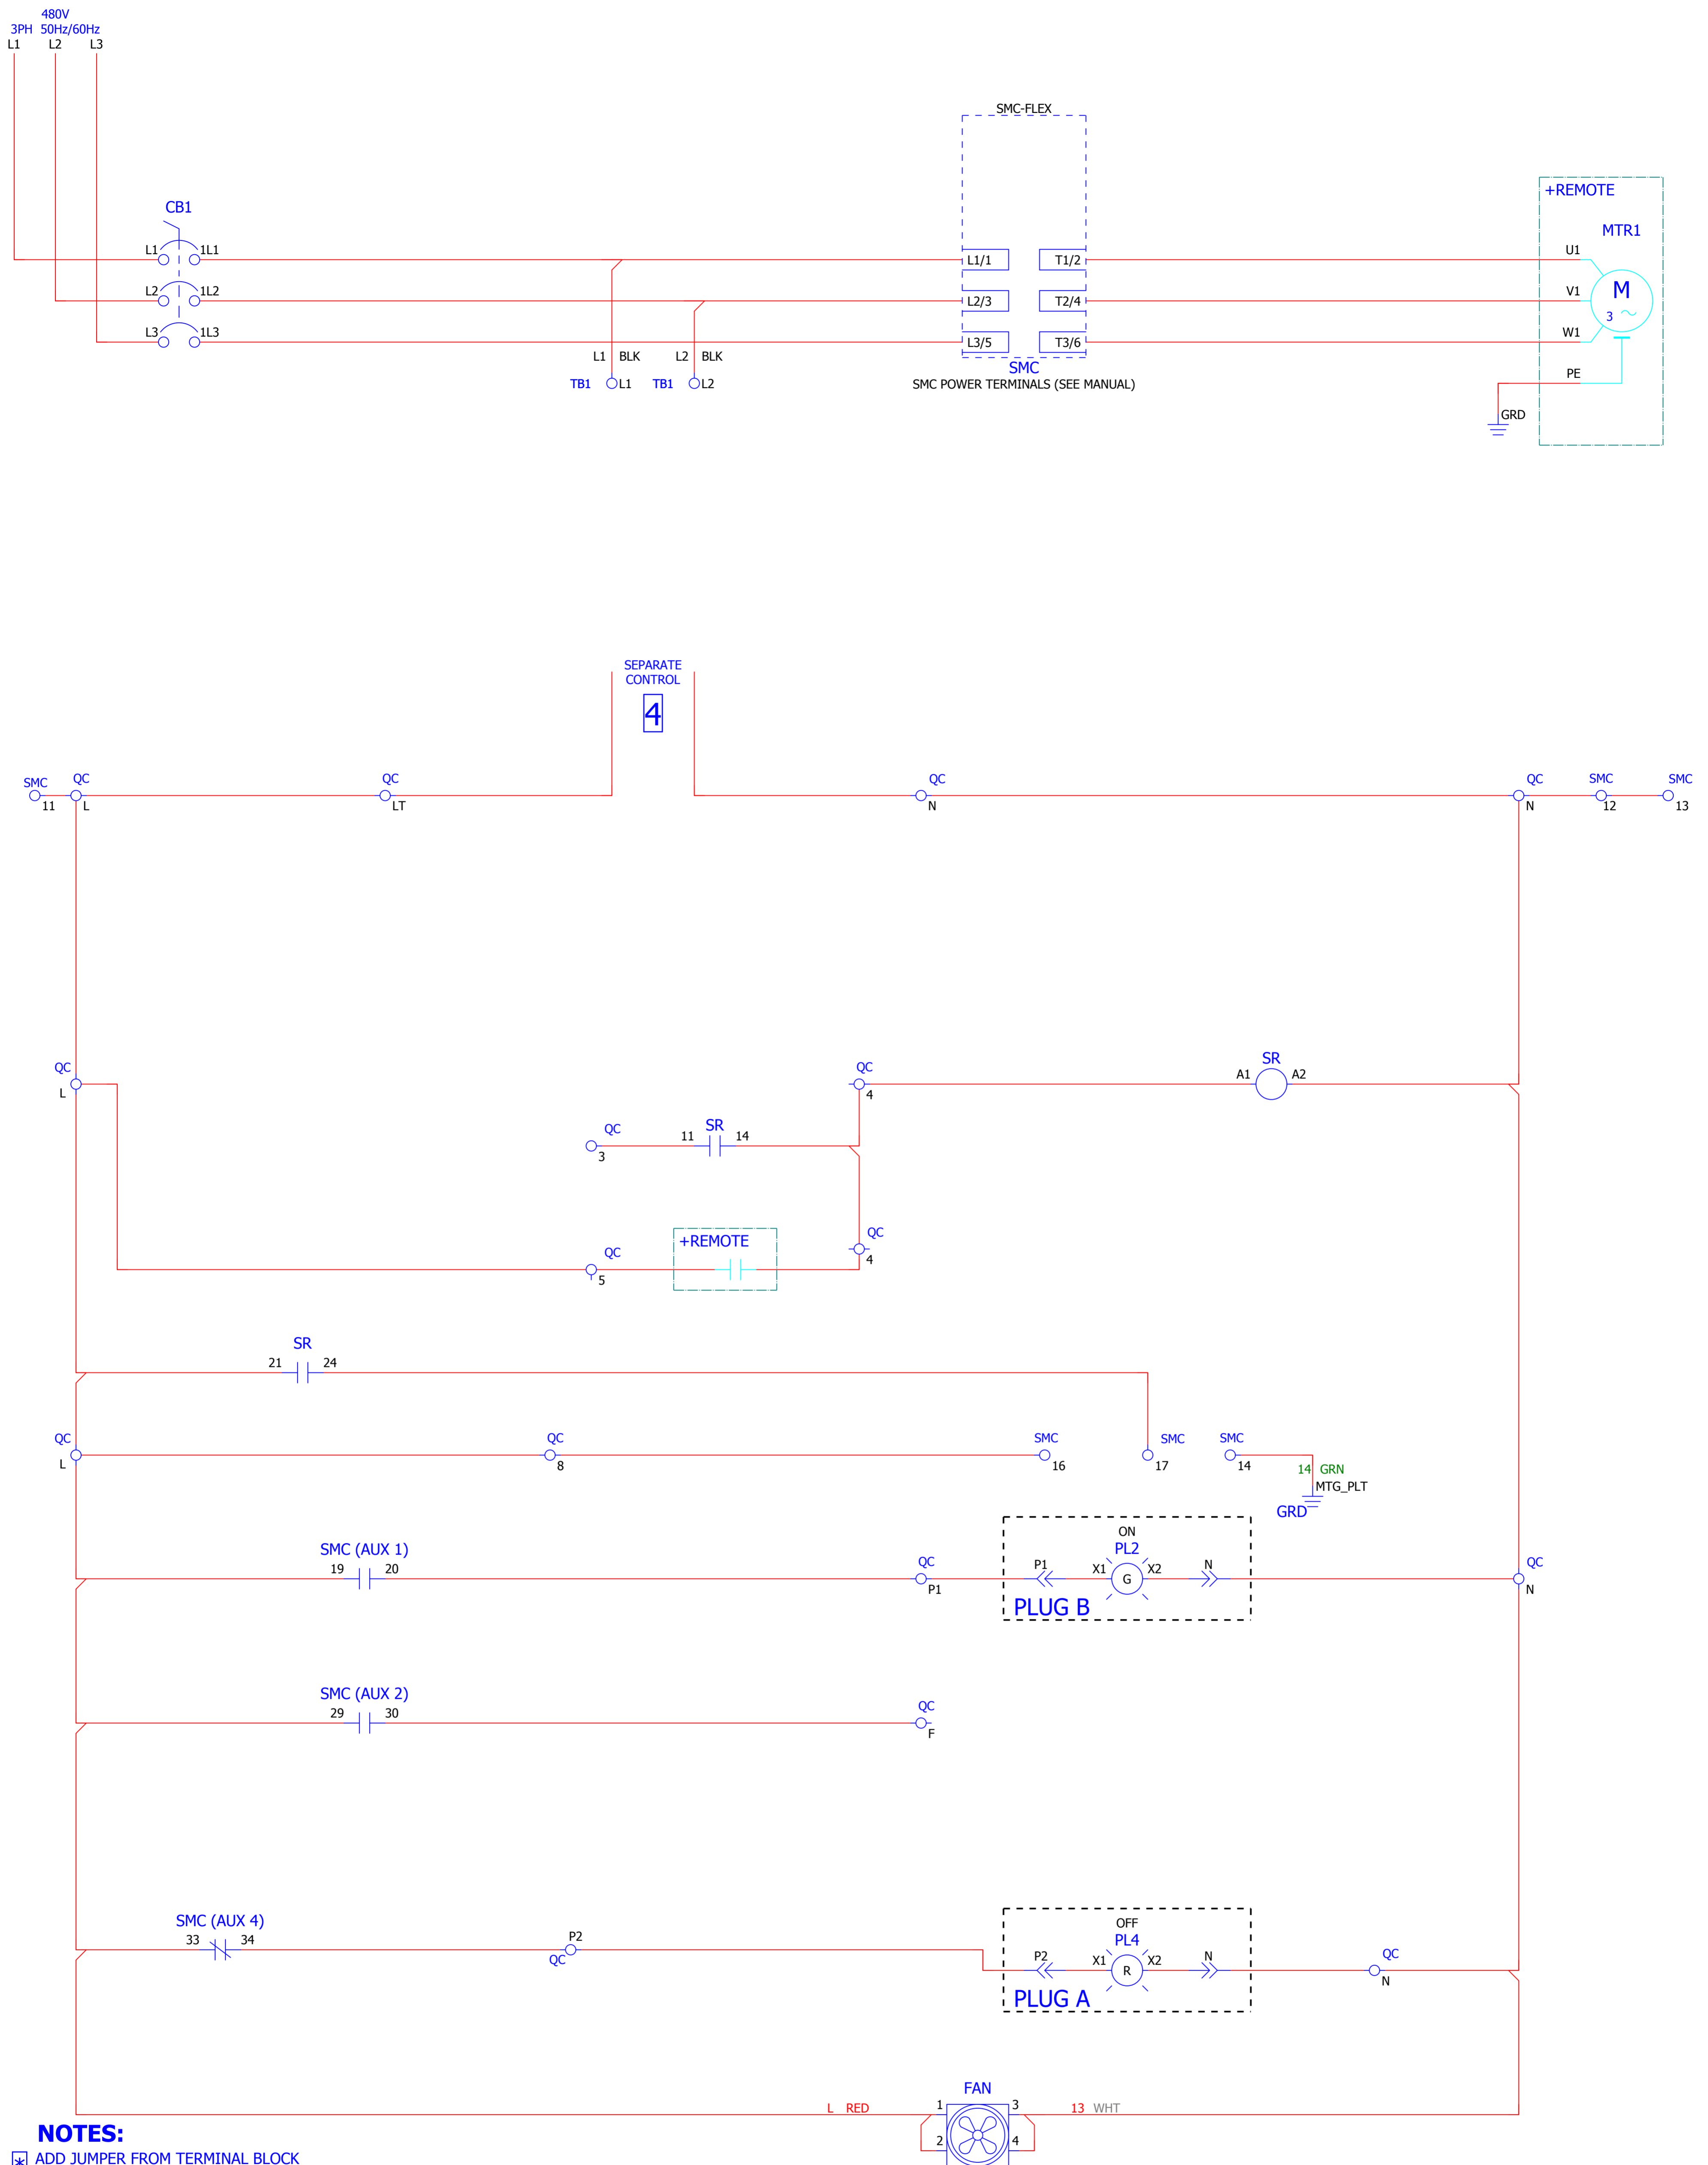 480V
3PH 50Hz/60Hz
L1 L2 L3
SMC-FLEX
+REMOTE
CB1
MTR1
L1 1L1 L1/1 T1/2 U1
L2 1L2 L2/3 T2/4 V1
M
3
L3 1L3 L3/5 T3/6 W1
L1 BLK L2 BLK
SMC
PE
TB1 L1 TB1 L2
SMC POWER TERMINALS (SEE MANUAL)
GRD
SEPARATE
CONTROL
4
SMC QC QC QC QC SMC SMC
11 L LT N N 12 13
QC QC SR
L 4 A1 A2
QC SR
3 11 14
QC +REMOTE QC
5 4
SR
21 24
QC QC SMC SMC SMC
L 8 16 17 14
14 GRN
MTG_PLT
GRD
ON
SMC (AUX 1) PL2
19 20 QC P1 X1 G X2 N QC
P1 N
PLUG B
SMC (AUX 2)
29 30 QC
F
SMC (AUX 4) OFF
33 34 P2 PL4
QC P2 X1 R X2 N QC
N
PLUG A
FAN
L RED 1 3 13 WHT
2 4
NOTES:
* ADD JUMPER FROM TERMINAL BLOCK